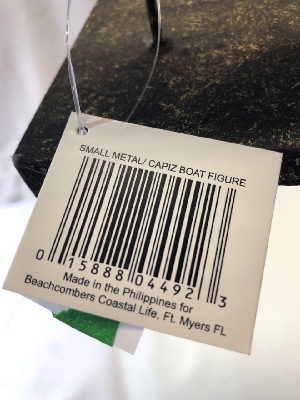 SMALL METAL/ CAPIZ BOAT FIGURE
0 15888 04492 3
Made in the Philippines for
Beachcombers Coastal Life, Ft. Myers FL